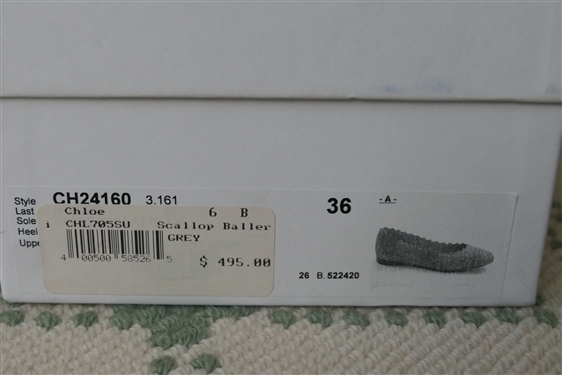 Style CH24160 3.161
Last
Sole
Heel
Uppe
Chloe 6 B
i CHL705SU Scallop Baller
GREY
4 00500 58526 5
$ 495.00
36
- A -
26 B 522420